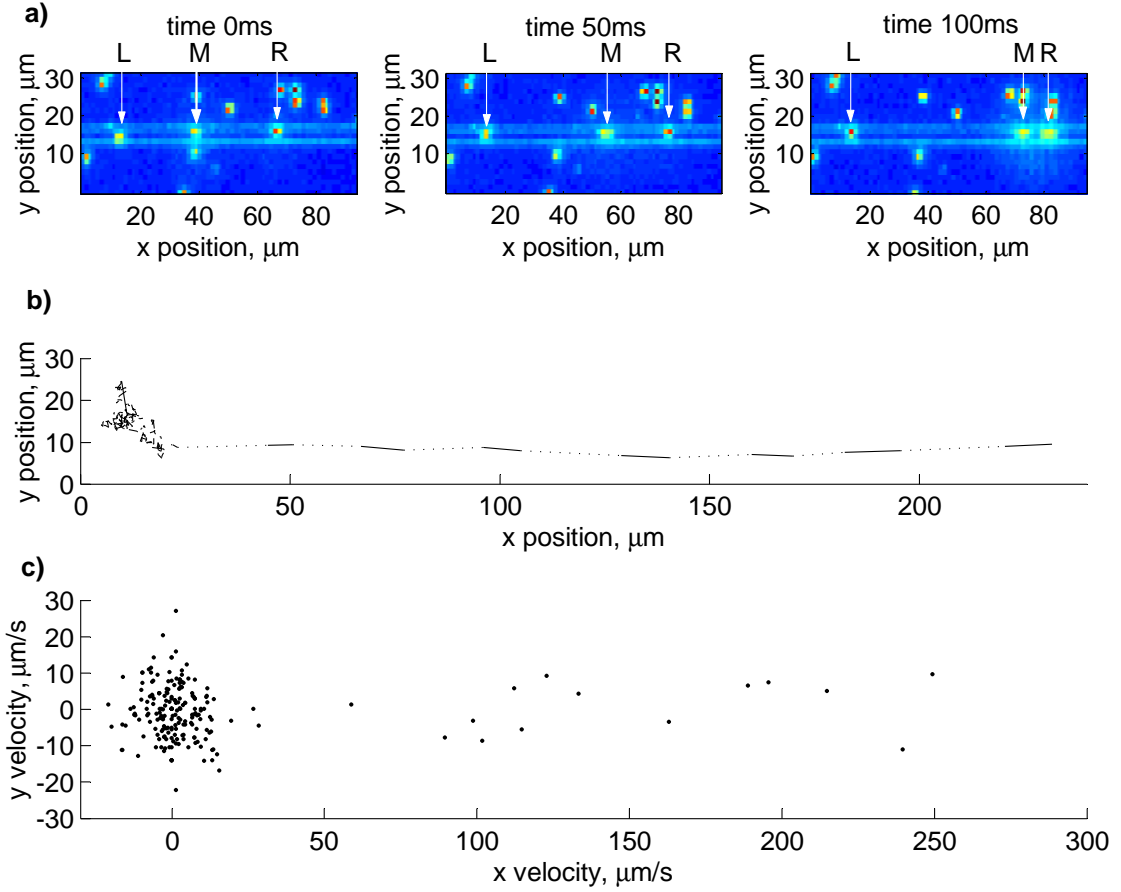 a)
time 0ms
time 50ms
time 100ms
L M R
L M R
L M R
y position, μm
30
20
10
20 40 60 80
x position, μm
y position, μm
30
20
10
20 40 60 80
x position, μm
y position, μm
30
20
10
20 40 60 80
x position, μm
b)
y position, μm
30
20
10
0
0 50 100 150 200
x position, μm
c)
y velocity, μm/s
30
20
10
0
-10
-20
-30
0 50 100 150 200 250 300
x velocity, μm/s